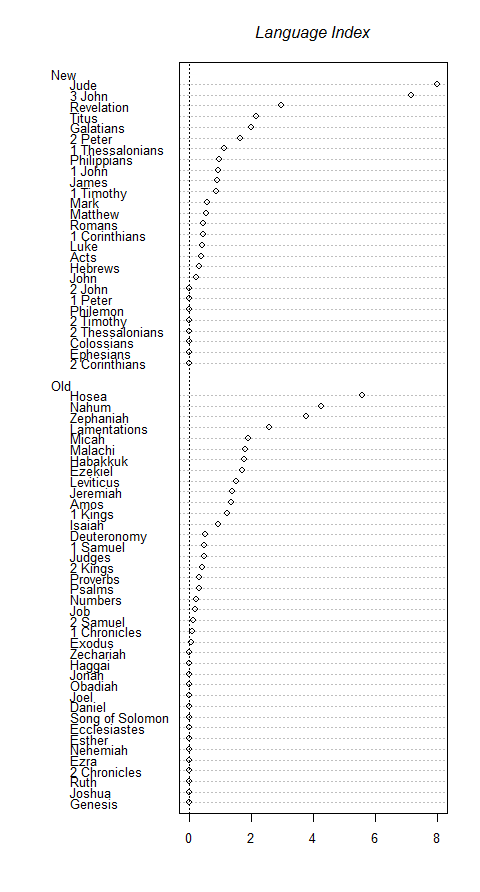 Language Index
New
Jude
3 John
Revelation
Titus
Galatians
2 Peter
1 Thessalonians
Philippians
1 John
James
1 Timothy
Mark
Matthew
Romans
1 Corinthians
Luke
Acts
Hebrews
John
2 John
1 Peter
Philemon
2 Timothy
2 Thessalonians
Colossians
Ephesians
2 Corinthians
Old
Hosea
Nahum
Zephaniah
Lamentations
Micah
Malachi
Habakkuk
Ezekiel
Leviticus
Jeremiah
Amos
1 Kings
Isaiah
Deuteronomy
1 Samuel
Judges
2 Kings
Proverbs
Psalms
Numbers
Job
2 Samuel
1 Chronicles
Exodus
Zechariah
Haggai
Jonah
Obadiah
Joel
Daniel
Song of Solomon
Ecclesiastes
Esther
Nehemiah
Ezra
2 Chronicles
Ruth
Joshua
Genesis
0 2 4 6 8